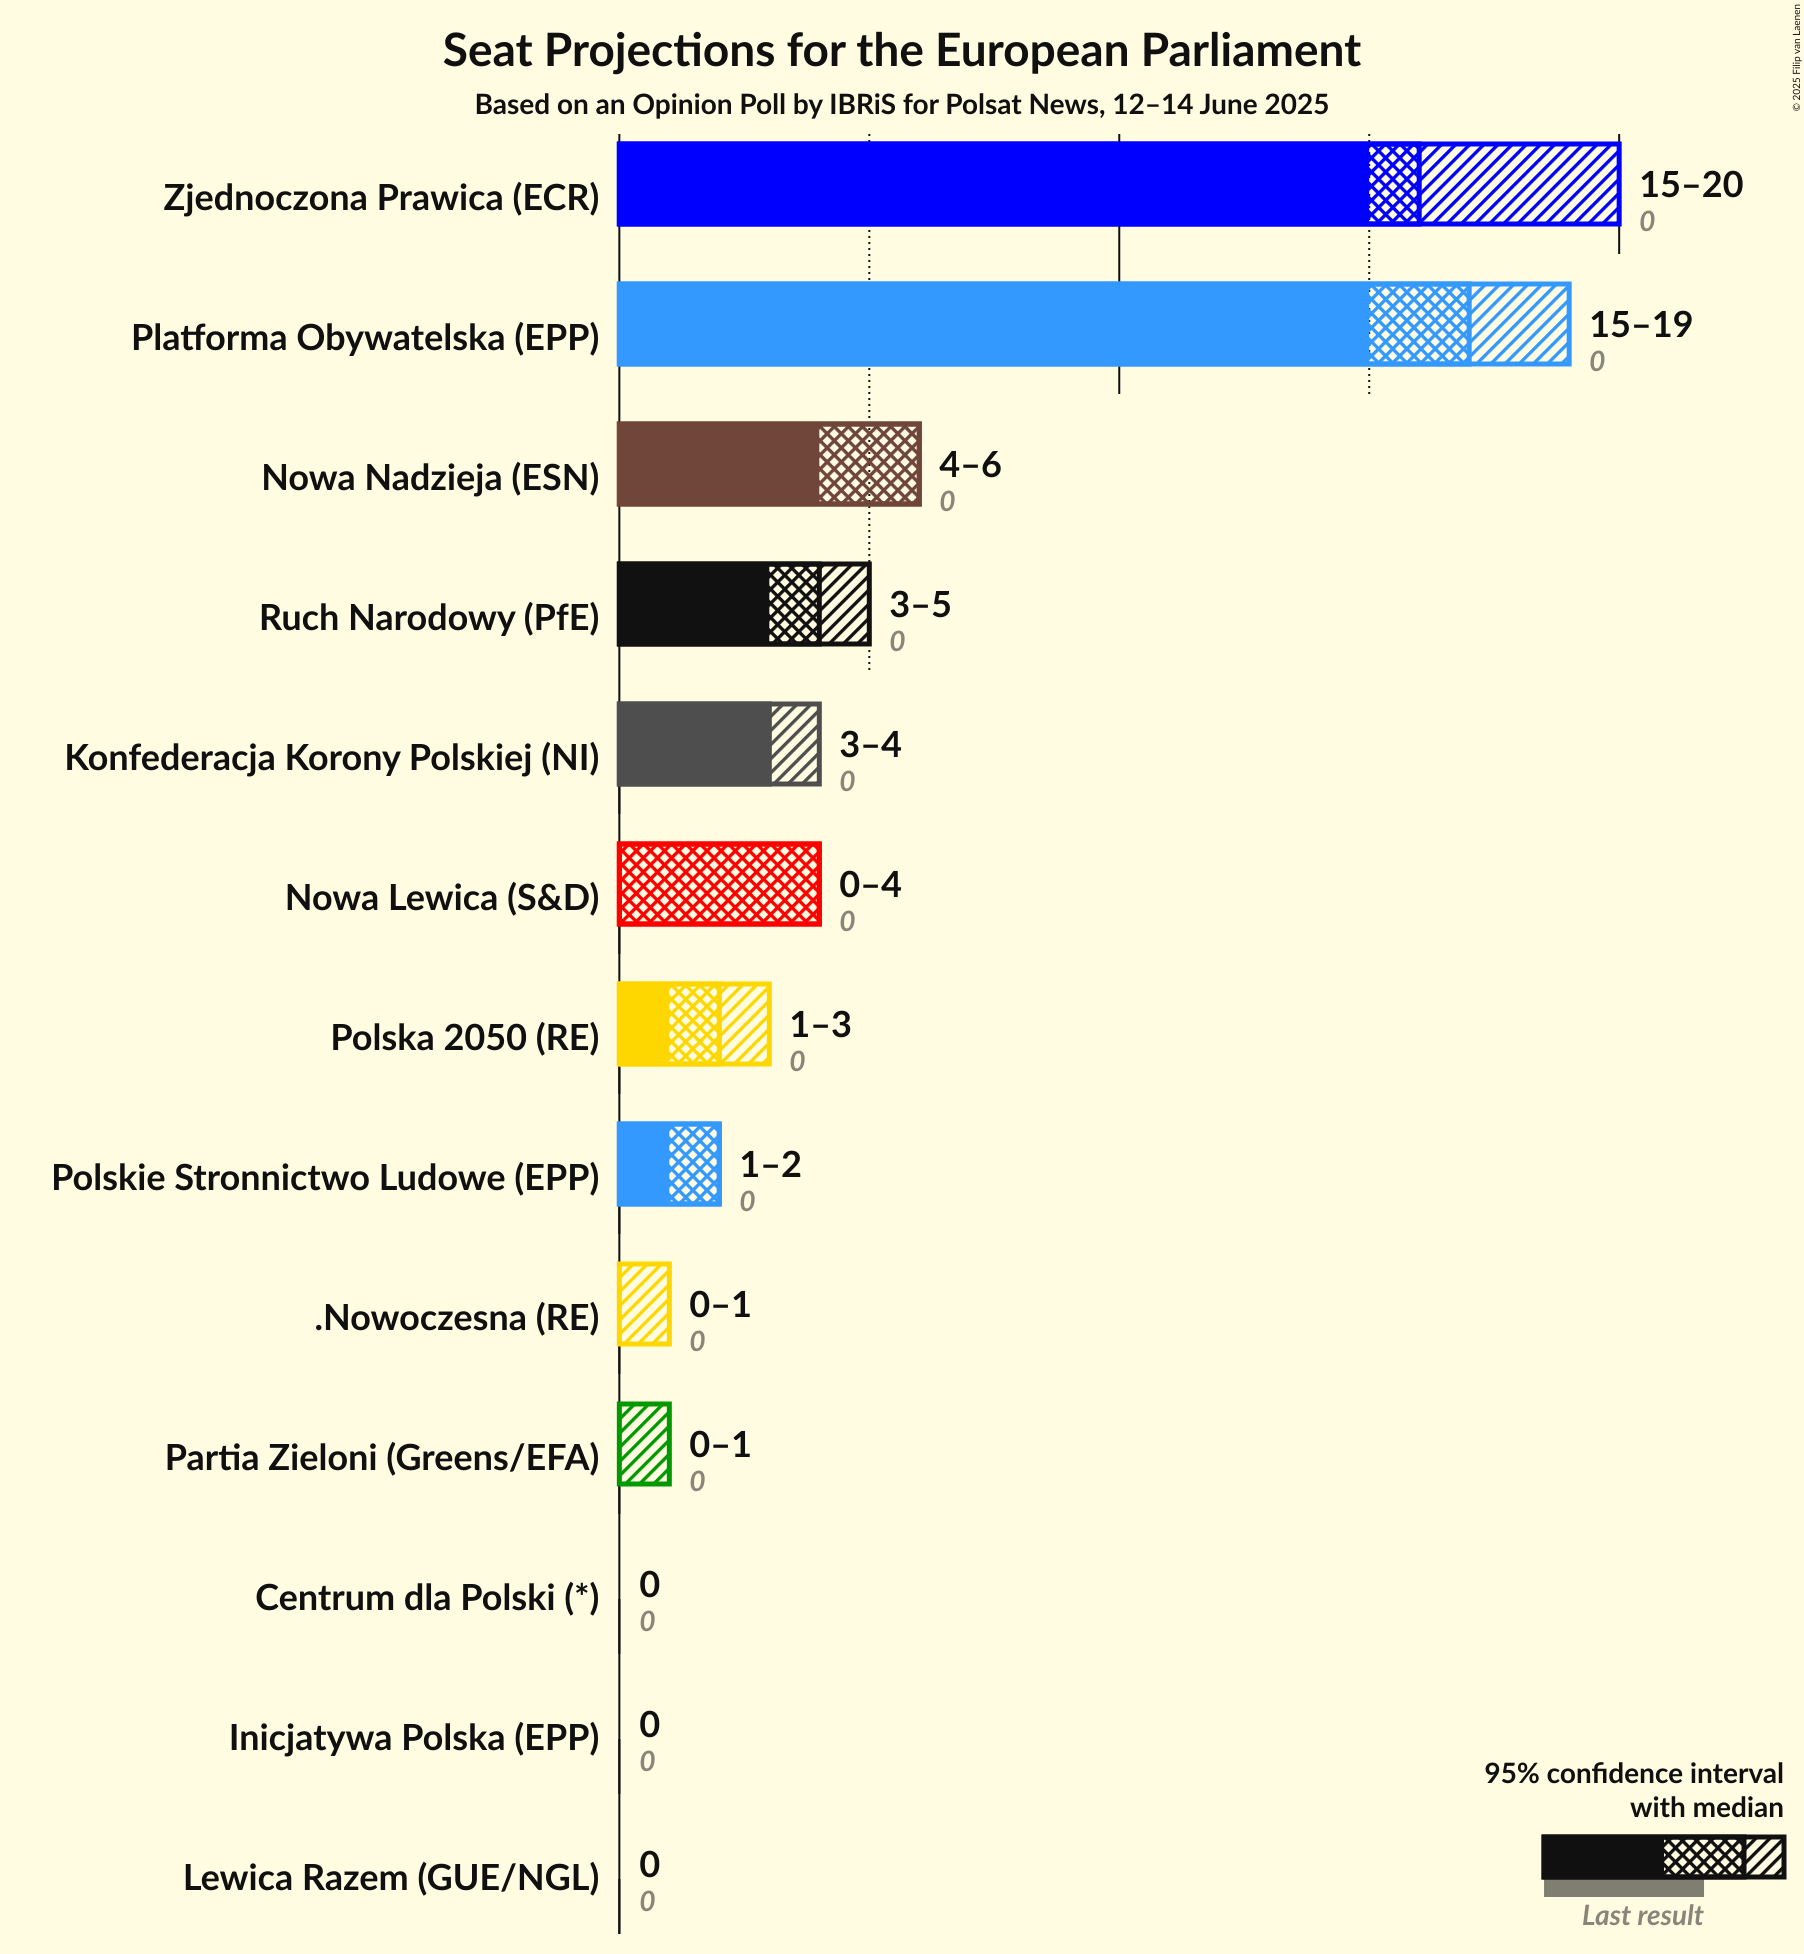 Seat Projections for the European Parliament
Based on an Opinion Poll by IBRiS for Polsat News, 12–14 June 2025
© 2025 Filip van Laenen
Zjednoczona Prawica (ECR)
15–20
0
Platforma Obywatelska (EPP)
15–19
0
Nowa Nadzieja (ESN)
4–6
0
Ruch Narodowy (PfE)
3–5
0
Konfederacja Korony Polskiej (NI)
3–4
0
Nowa Lewica (S&D)
0–4
0
Polska 2050 (RE)
1–3
0
Polskie Stronnictwo Ludowe (EPP)
1–2
0
.Nowoczesna (RE)
0–1
0
Partia Zieloni (Greens/EFA)
0–1
0
Centrum dla Polski (*)
0
0
Inicjatywa Polska (EPP)
0
0
Lewica Razem (GUE/NGL)
0
0
95% confidence interval
with median
Last result